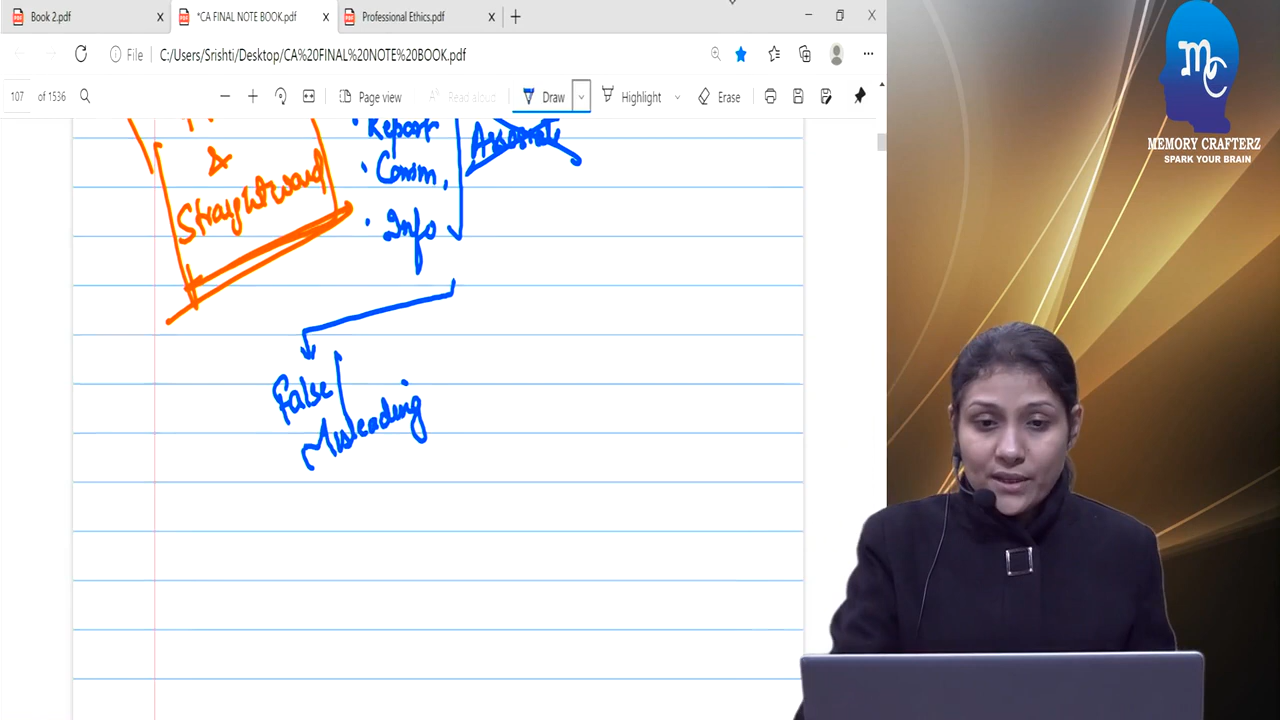 Book 2.pdf
*CA FINAL NOTE BOOK.pdf
Professional Ethics.pdf
File
C:/Users/Srishti/Desktop/CA%20FINAL%20NOTE%20BOOK.pdf
107 of 1536
Page view
Read aloud
Draw
Highlight
Erase
&
Straightward
• Report
• Comm.
• Info
Associate
False/
Misleading
MC
MEMORY CRAFTERZ
SPARK YOUR BRAIN